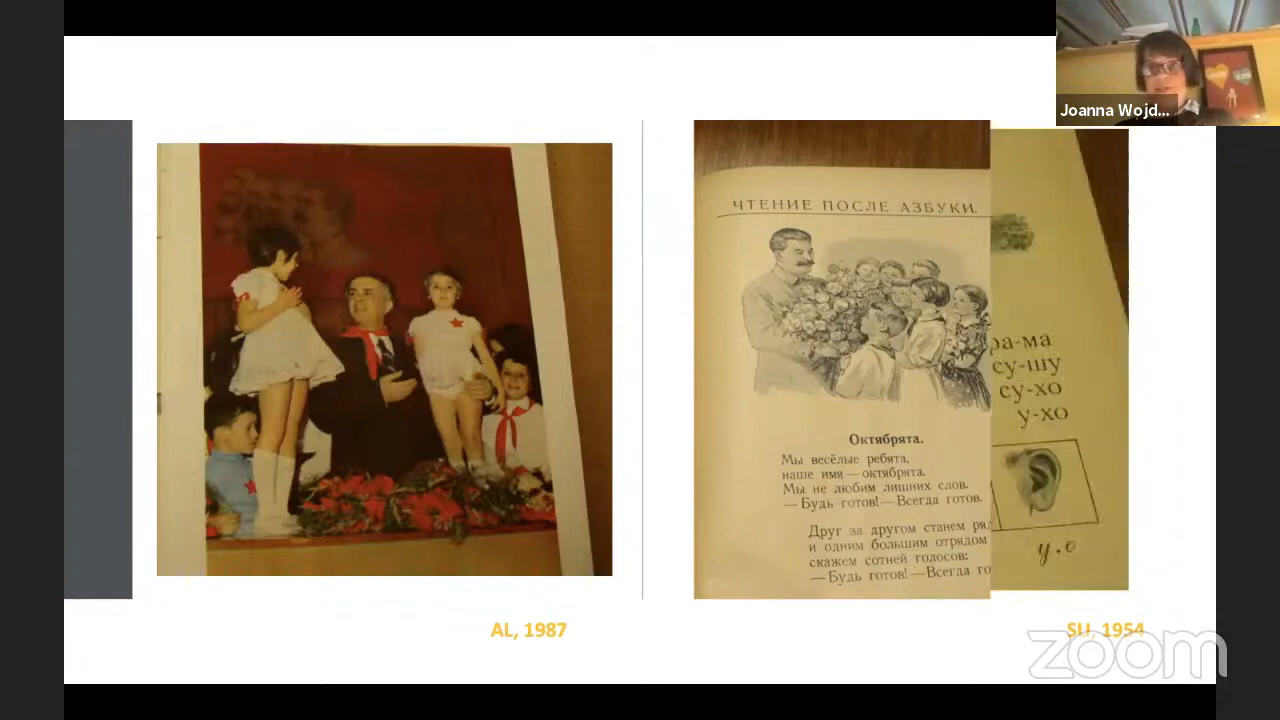 Joanna Wojd...
ЧТЕНИЕ ПОСЛЕ АЗБУКИ.
Октябрята.
Мы весёлые ребята,
наше имя — октябрята.
Мы не любим лишних слов.
— Будь готов! — Всегда готов.
Друг за другом станем
и одним большим отрядом
скажем сотней голосов:
— Будь готов! — Всегда
ра-ма
су-шу
су-хо
у-хо
у.о
AL, 1987
SU, 1954
zoom